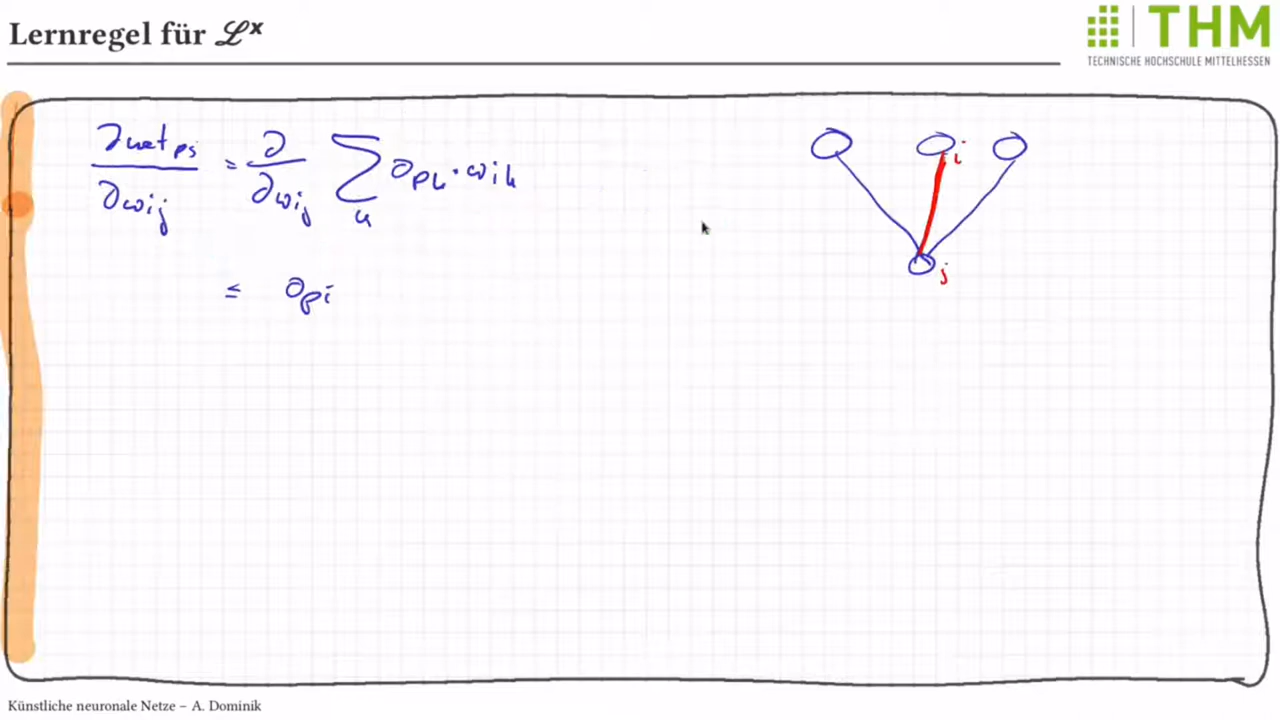 Lernregel für ℒˣ
THM
TECHNISCHE HOCHSCHULE MITTELHESSEN
∂net_pj / ∂w_ij = ∂ / ∂w_ij ∑_k o_pk · w_ik
= o_pi
i
j
Künstliche neuronale Netze – A. Dominik